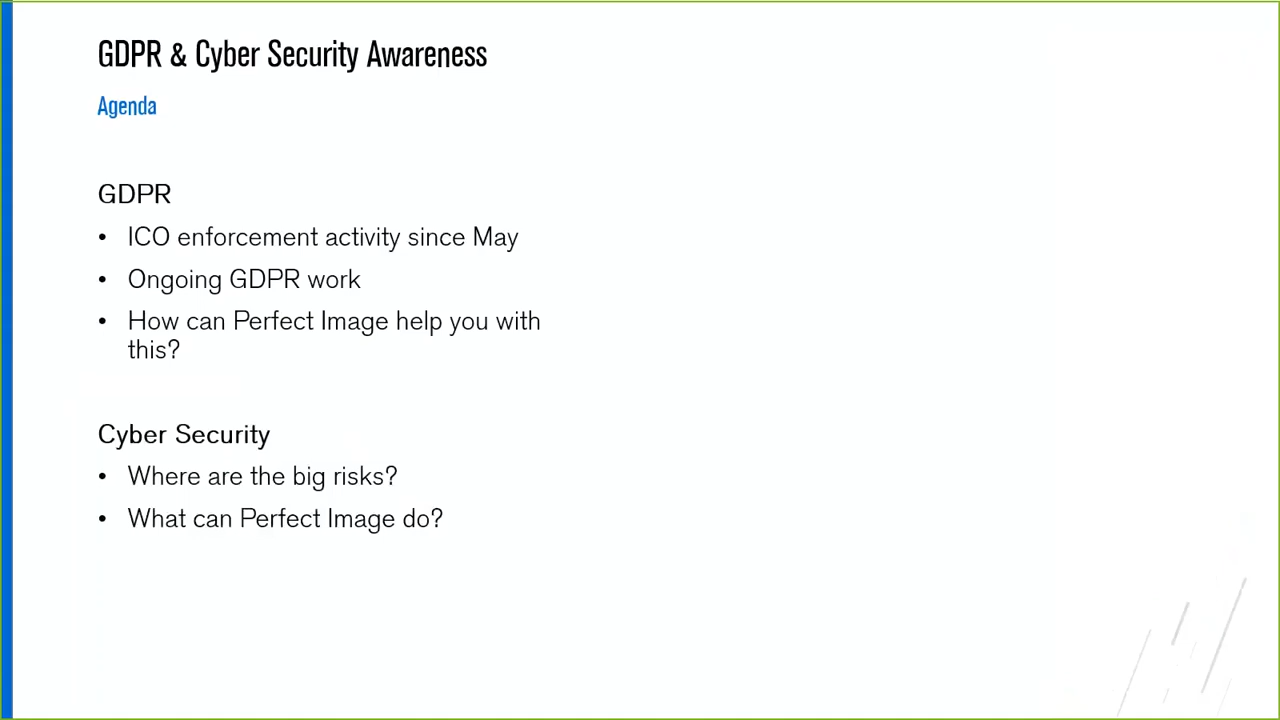 GDPR & Cyber Security Awareness
Agenda
GDPR
• ICO enforcement activity since May
• Ongoing GDPR work
• How can Perfect Image help you with
this?
Cyber Security
• Where are the big risks?
• What can Perfect Image do?